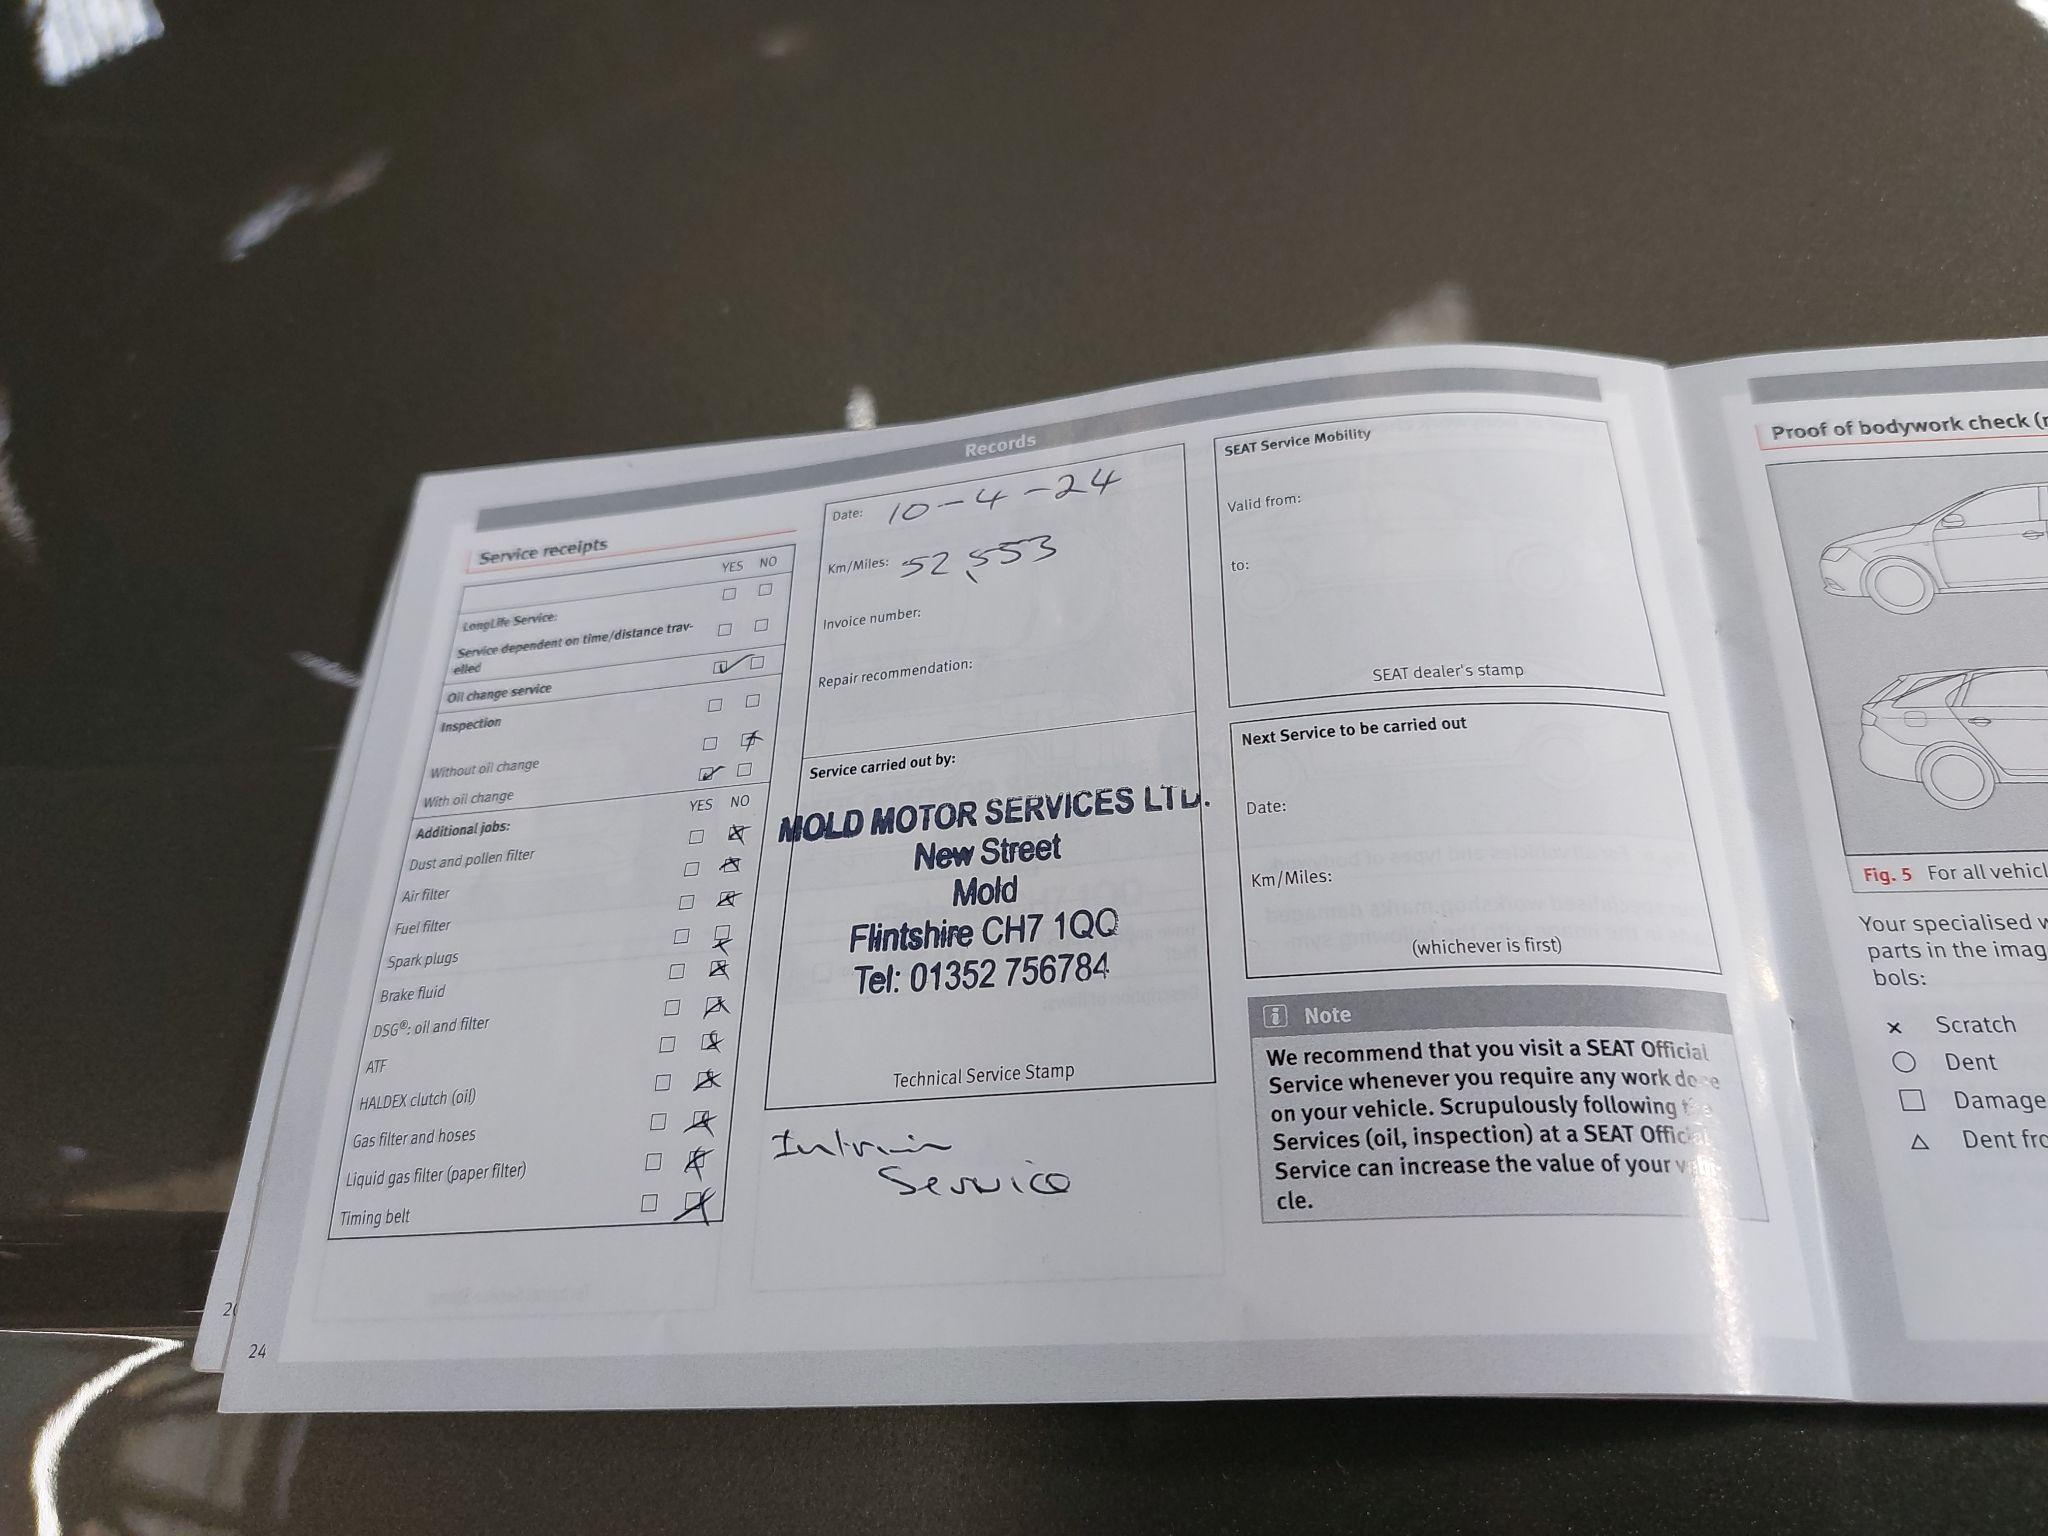 Records
Service receipts
YES NO
LongLife Service:
Service dependent on time/distance trav-
elled
Oil change service
Inspection
Without oil change
With oil change
YES NO
Additional jobs:
Dust and pollen filter
Air filter
Fuel filter
Spark plugs
Brake fluid
DSG®: oil and filter
ATF
HALDEX clutch (oil)
Gas filter and hoses
Liquid gas filter (paper filter)
Timing belt
Date: 10-4-24
Km/Miles: 52,553
Invoice number:
Repair recommendation:
Service carried out by:
MOLD MOTOR SERVICES LTD.
New Street
Mold
Flintshire CH7 1QQ
Tel: 01352 756784
Technical Service Stamp
Service
SEAT Service Mobility
Valid from:
to:
SEAT dealer's stamp
Next Service to be carried out
Date:
Km/Miles:
(whichever is first)
i Note
We recommend that you visit a SEAT Official
Service whenever you require any work done
on your vehicle. Scrupulously following the
Services (oil, inspection) at a SEAT Official
Service can increase the value of your vehi-
cle.
24
Proof of bodywork check
Fig. 5 For all vehicl
Your specialised w
parts in the imag
bols:
x Scratch
○ Dent
□ Damage
△ Dent fro